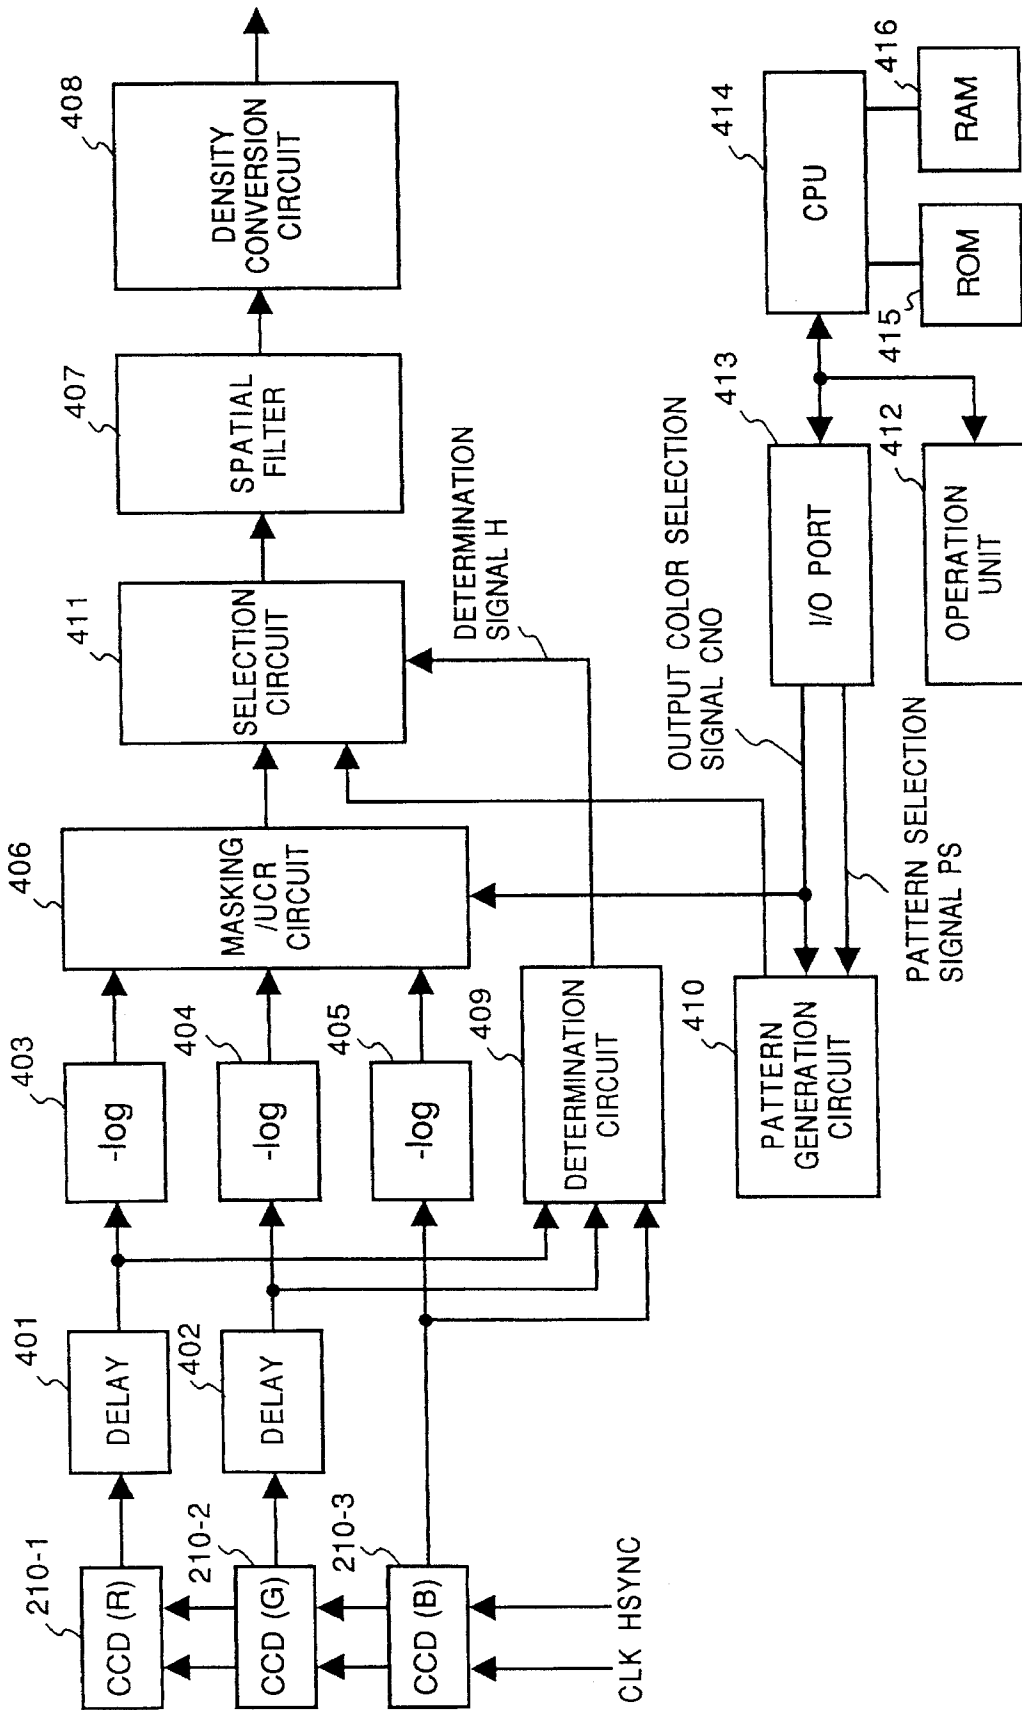 210-1
CCD (R)
401
DELAY
403
-log
406
MASKING
/UCR
CIRCUIT
411
SELECTION
CIRCUIT
407
SPATIAL
FILTER
408
DENSITY
CONVERSION
CIRCUIT
210-2
CCD (G)
402
DELAY
404
-log
210-3
CCD (B)
405
-log
CLK HSYNC
409
DETERMINATION
CIRCUIT
DETERMINATION
SIGNAL H
410
PATTERN
GENERATION
CIRCUIT
OUTPUT COLOR SELECTION
SIGNAL CNO
PATTERN SELECTION
SIGNAL PS
413
I/O PORT
412
OPERATION
UNIT
414
CPU
415
ROM
416
RAM